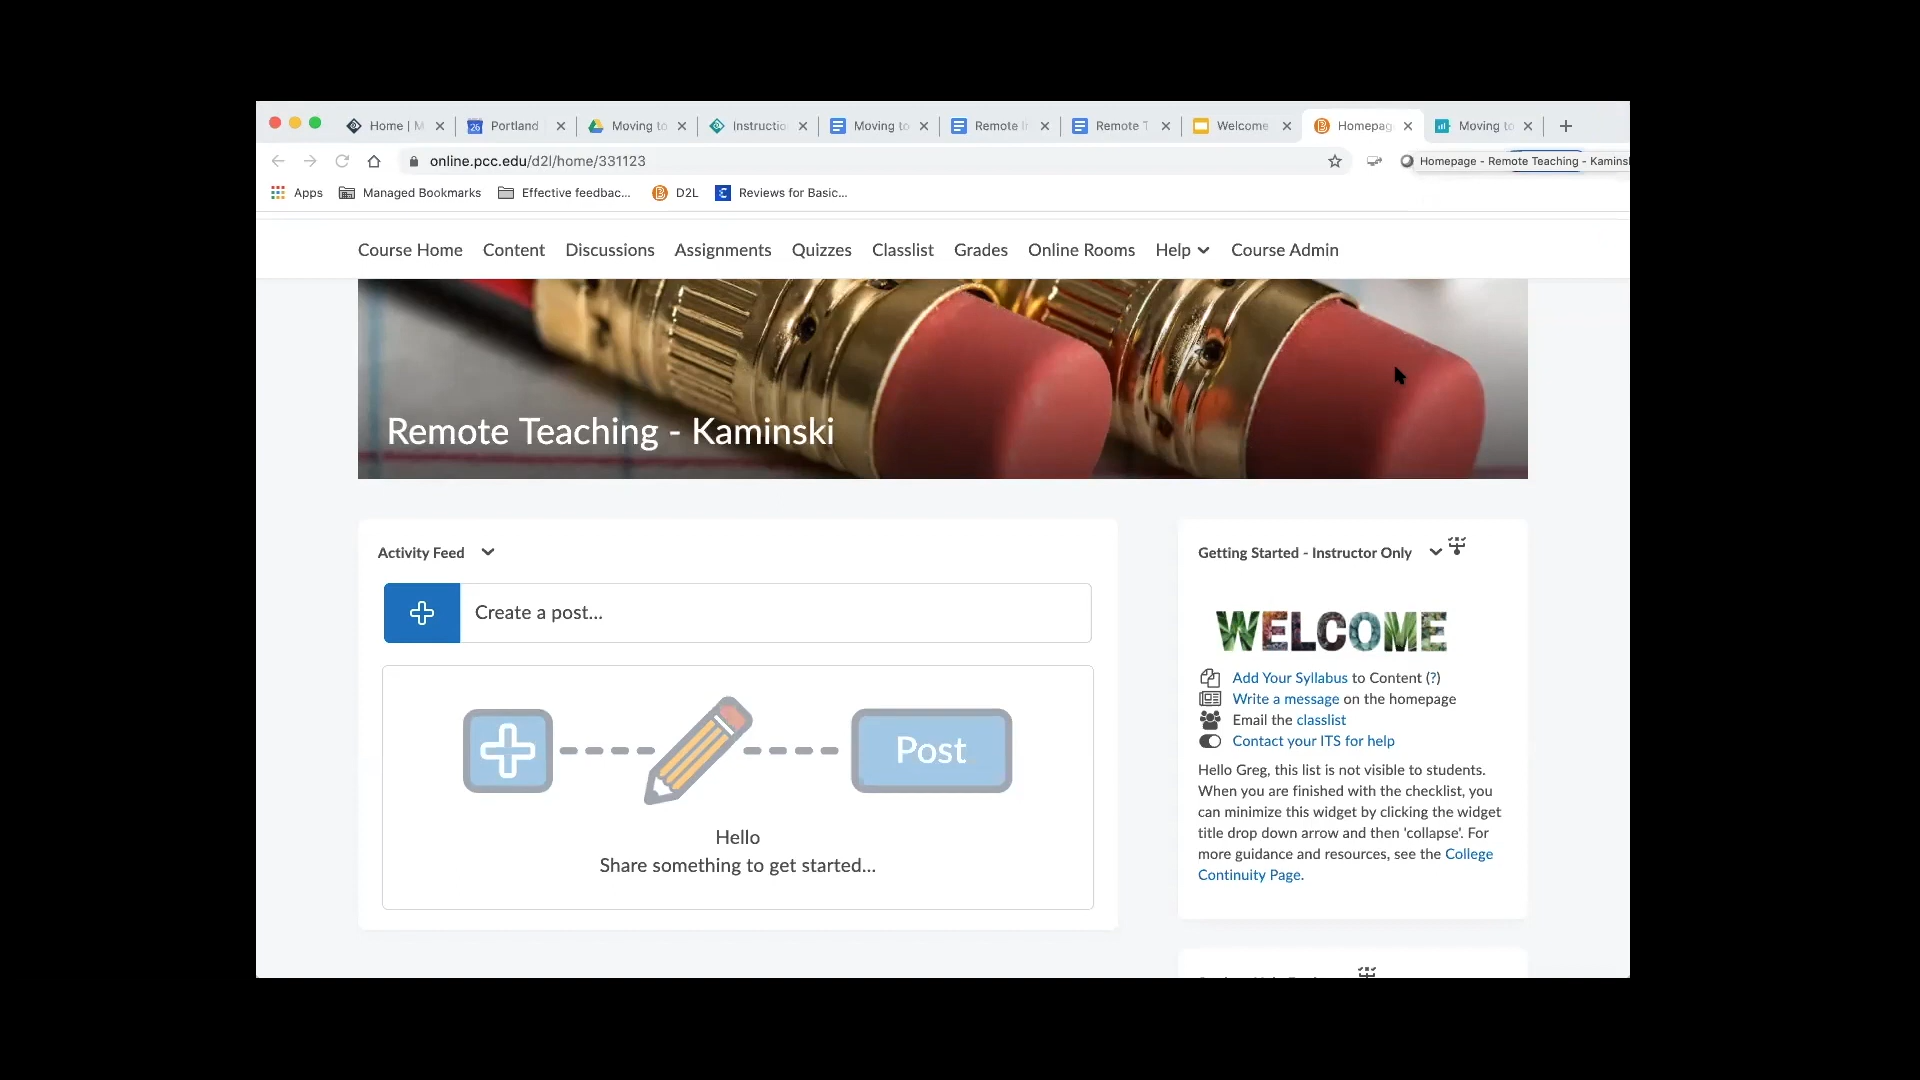 Home | M
26
Portland
Moving to
Instructio
Moving to
Remote I
Remote T
Welcome
Homepag
Moving to
online.pcc.edu/d2l/home/331123
Homepage - Remote Teaching - Kamins
Apps
Managed Bookmarks
Effective feedbac...
D2L
Reviews for Basic...
Course Home
Content
Discussions
Assignments
Quizzes
Classlist
Grades
Online Rooms
Help
Course Admin
Remote Teaching - Kaminski
Activity Feed
Create a post...
Post
Hello
Share something to get started...
Getting Started - Instructor Only
WELCOME
Add Your Syllabus to Content (?)
Write a message on the homepage
Email the classlist
Contact your ITS for help
Hello Greg, this list is not visible to students.
When you are finished with the checklist, you
can minimize this widget by clicking the widget
title drop down arrow and then 'collapse'. For
more guidance and resources, see the College
Continuity Page.